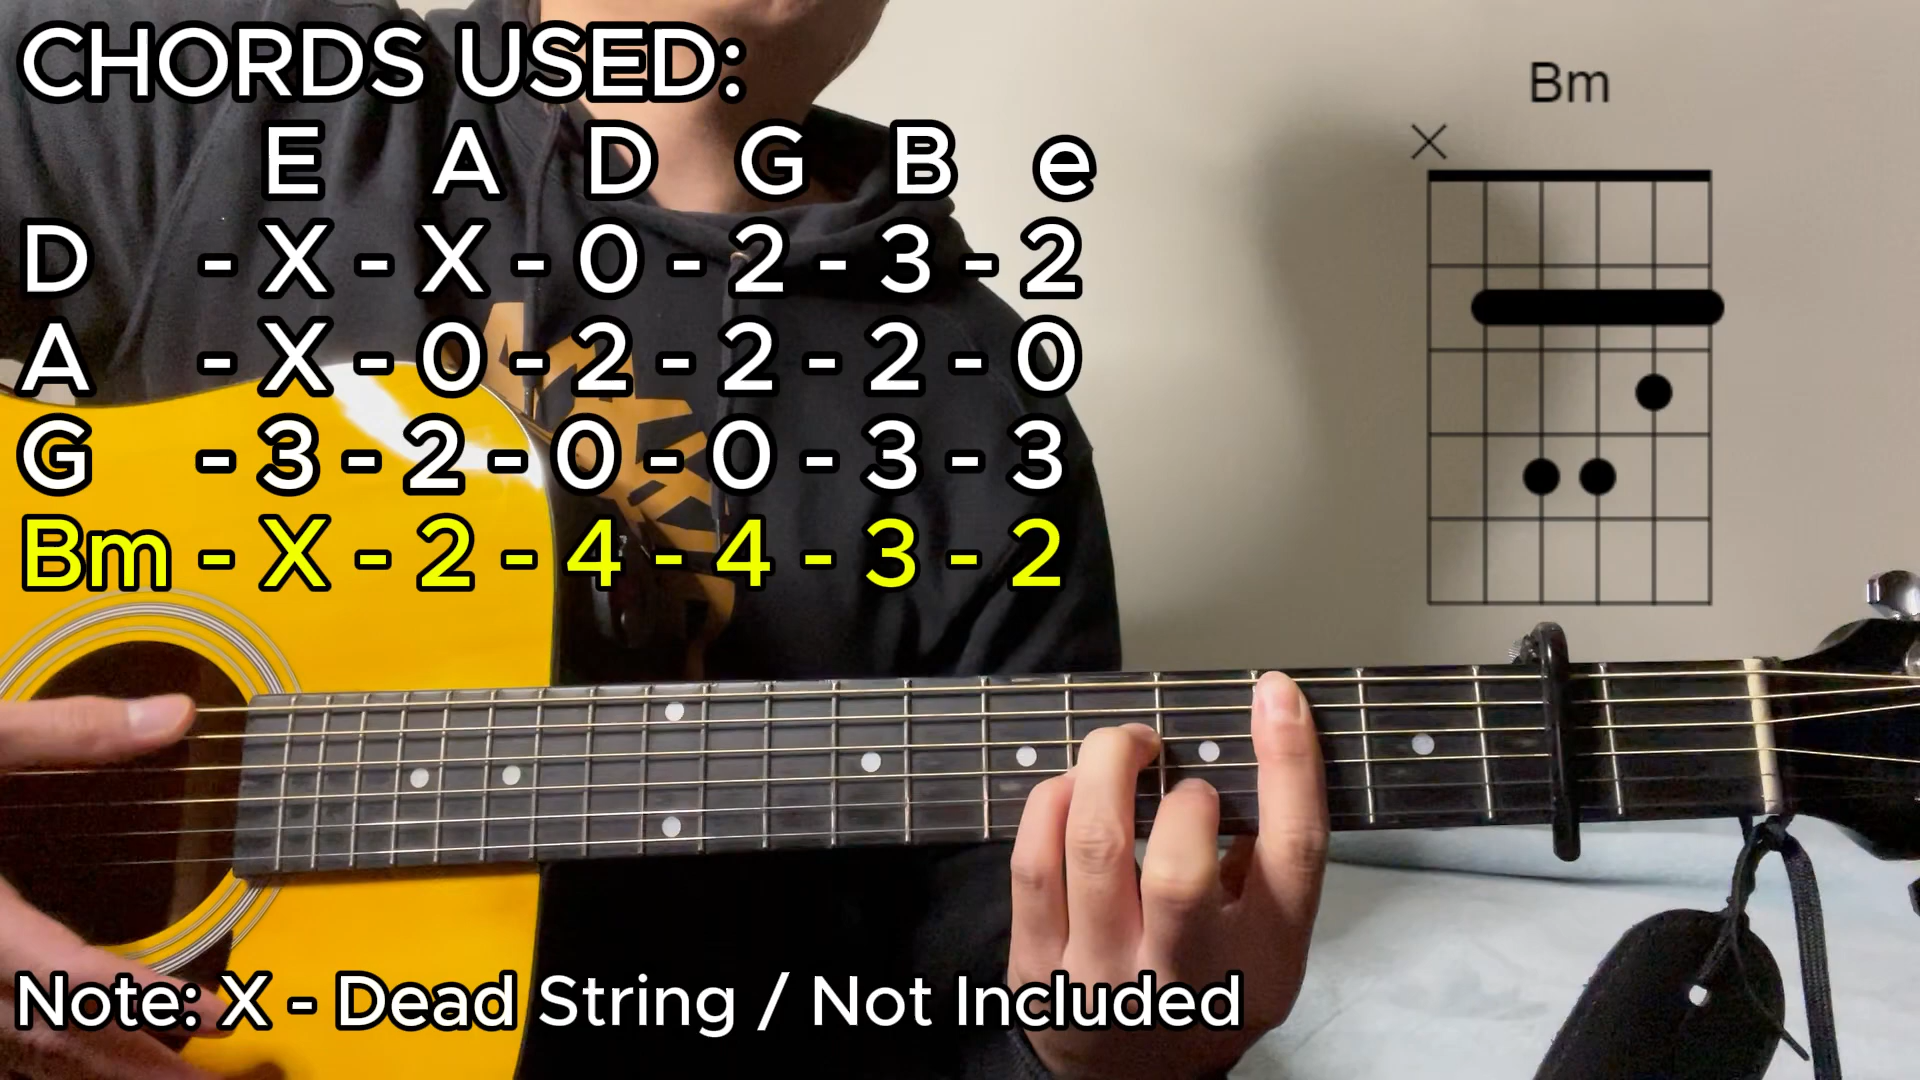 CHORDS USED:
E A D G B e
D - X - X - 0 - 2 - 3 - 2
A - X - 0 - 2 - 2 - 2 - 0
G - 3 - 2 - 0 - 0 - 3 - 3
Bm - X - 2 - 4 - 4 - 3 - 2
Note: X - Dead String / Not Included
Bm
×